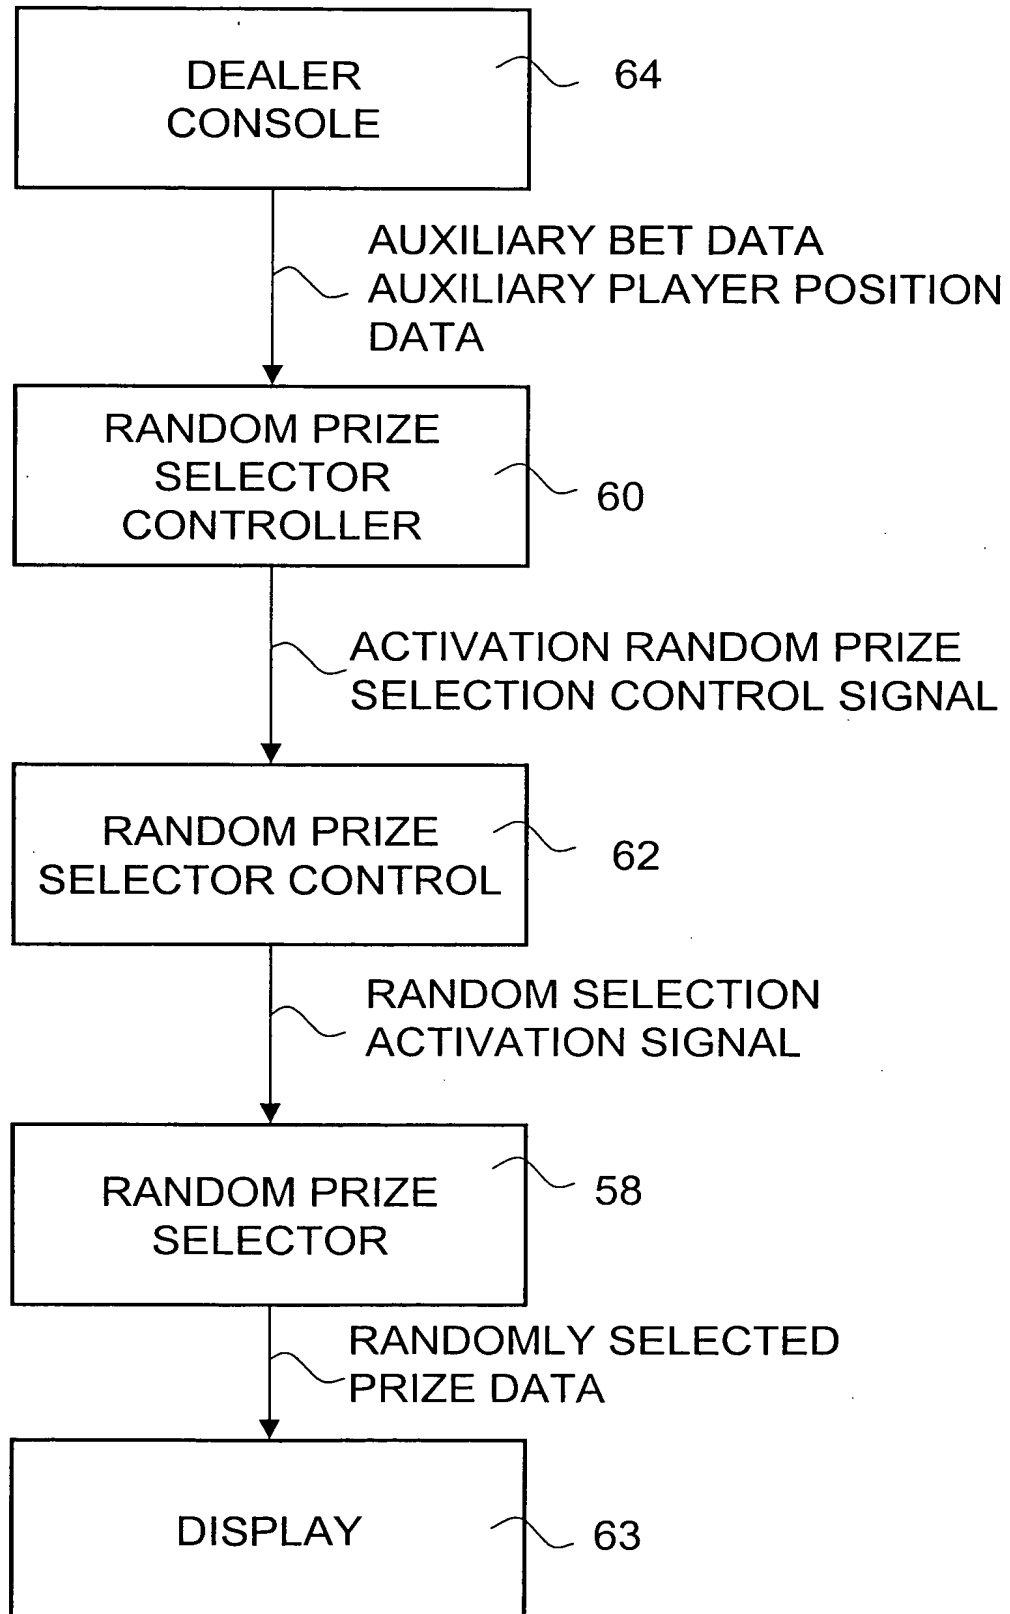 DEALER
CONSOLE
64
AUXILIARY BET DATA
AUXILIARY PLAYER POSITION
DATA
RANDOM PRIZE
SELECTOR
CONTROLLER
60
ACTIVATION RANDOM PRIZE
SELECTION CONTROL SIGNAL
RANDOM PRIZE
SELECTOR CONTROL
62
RANDOM SELECTION
ACTIVATION SIGNAL
RANDOM PRIZE
SELECTOR
58
RANDOMLY SELECTED
PRIZE DATA
DISPLAY
63